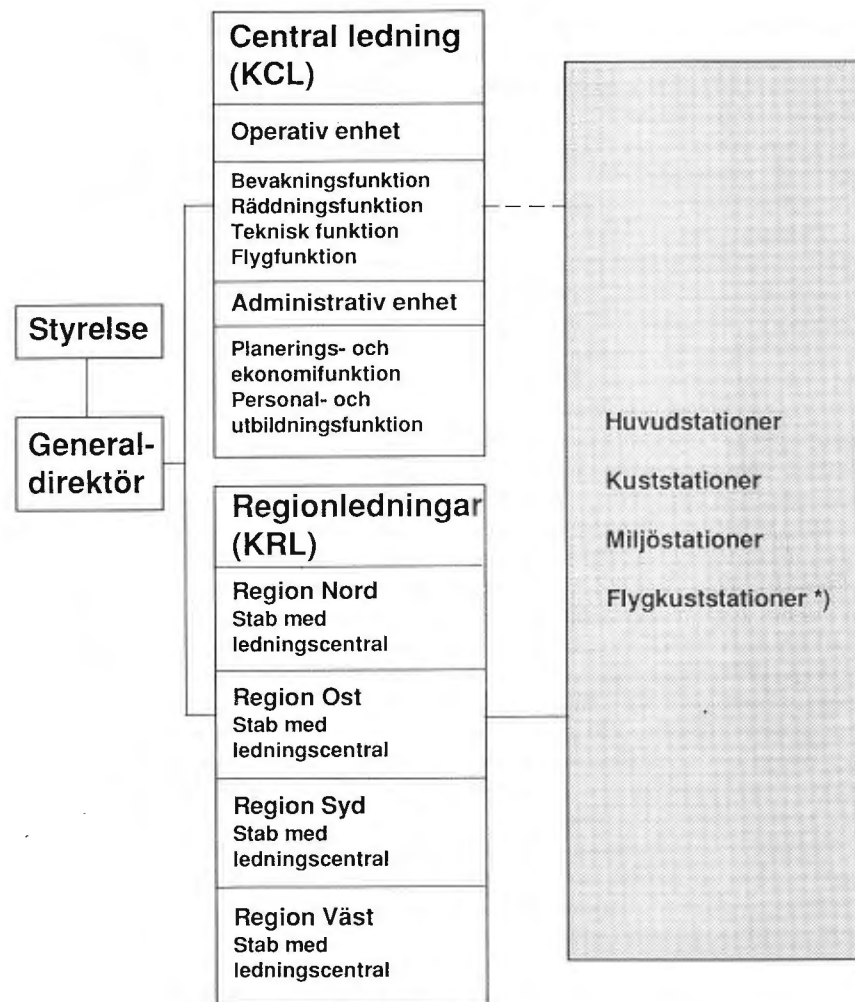 Styrelse
General-
direktör
Central ledning
(KCL)
Operativ enhet
Bevakningsfunktion
Räddningsfunktion
Teknisk funktion
Flygfunktion
Administrativ enhet
Planerings- och
ekonomifunktion
Personal- och
utbildningsfunktion
Regionledningar
(KRL)
Region Nord
Stab med
ledningscentral
Region Ost
Stab med
ledningscentral
Region Syd
Stab med
ledningscentral
Region Väst
Stab med
ledningscentral
Huvudstationer
Kuststationer
Miljöstationer
Flygkuststationer *)